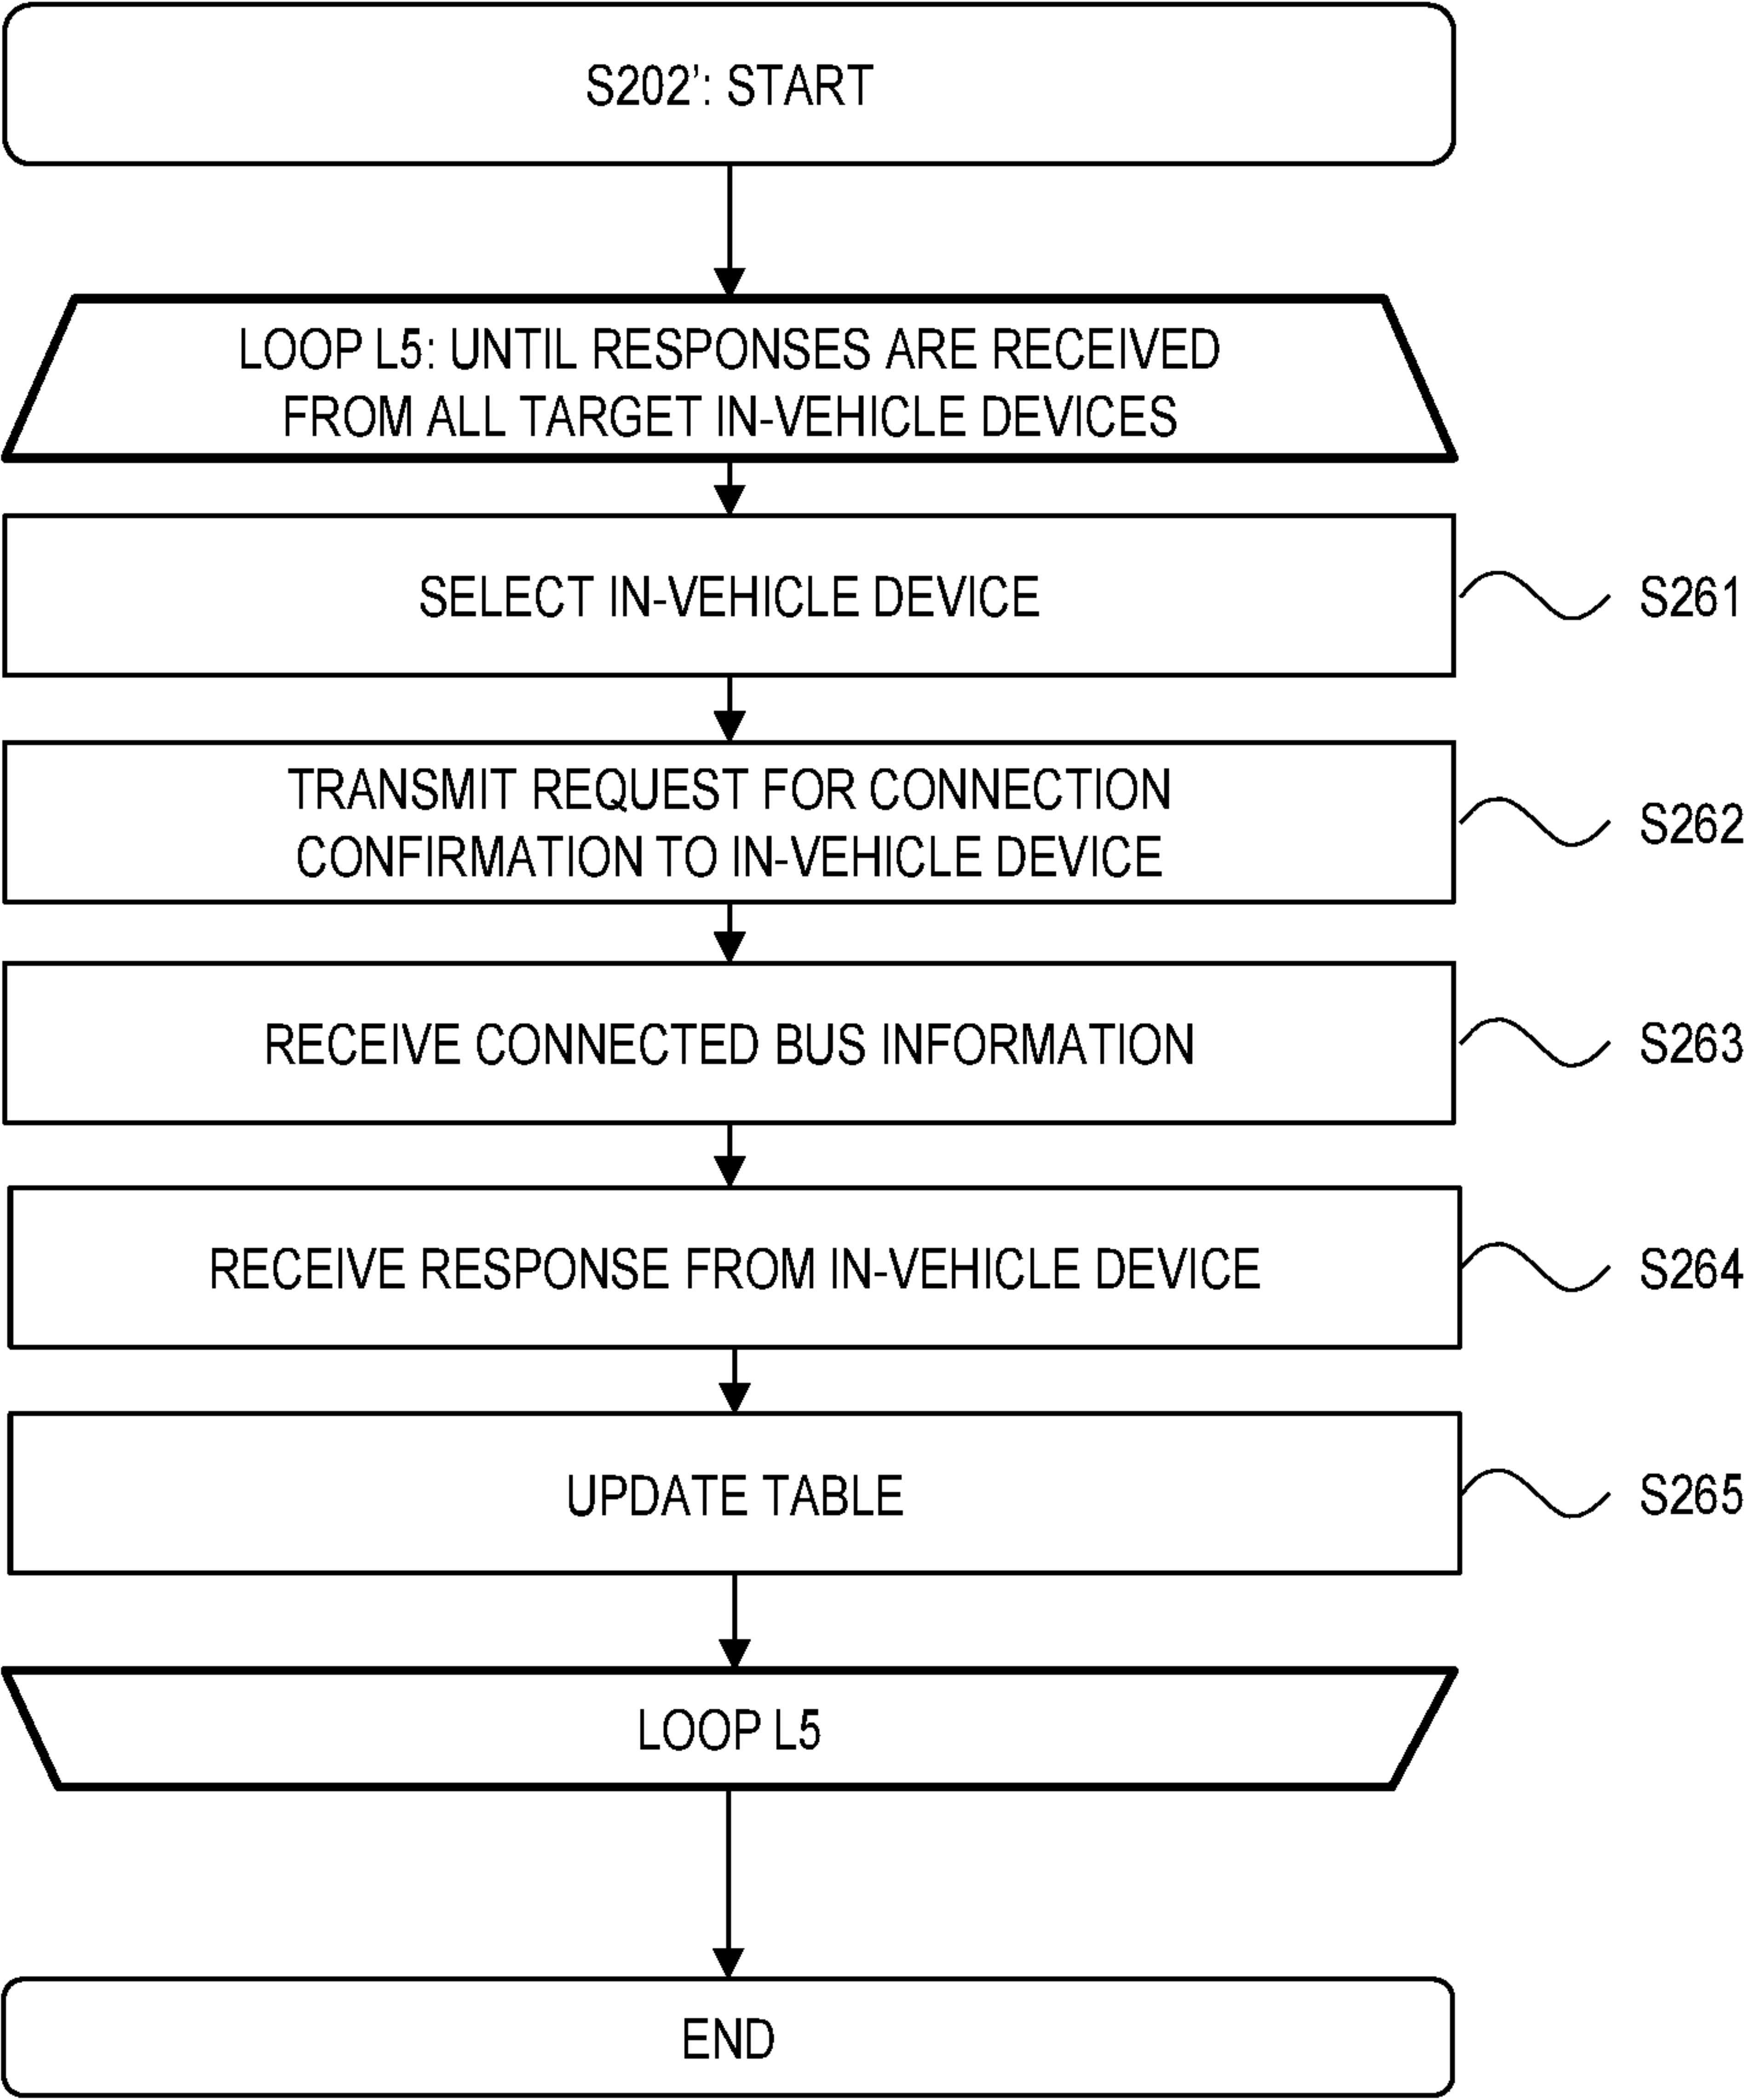 S202': START
LOOP L5: UNTIL RESPONSES ARE RECEIVED
FROM ALL TARGET IN-VEHICLE DEVICES
SELECT IN-VEHICLE DEVICE
S261
TRANSMIT REQUEST FOR CONNECTION
CONFIRMATION TO IN-VEHICLE DEVICE
S262
RECEIVE CONNECTED BUS INFORMATION
S263
RECEIVE RESPONSE FROM IN-VEHICLE DEVICE
S264
UPDATE TABLE
S265
LOOP L5
END